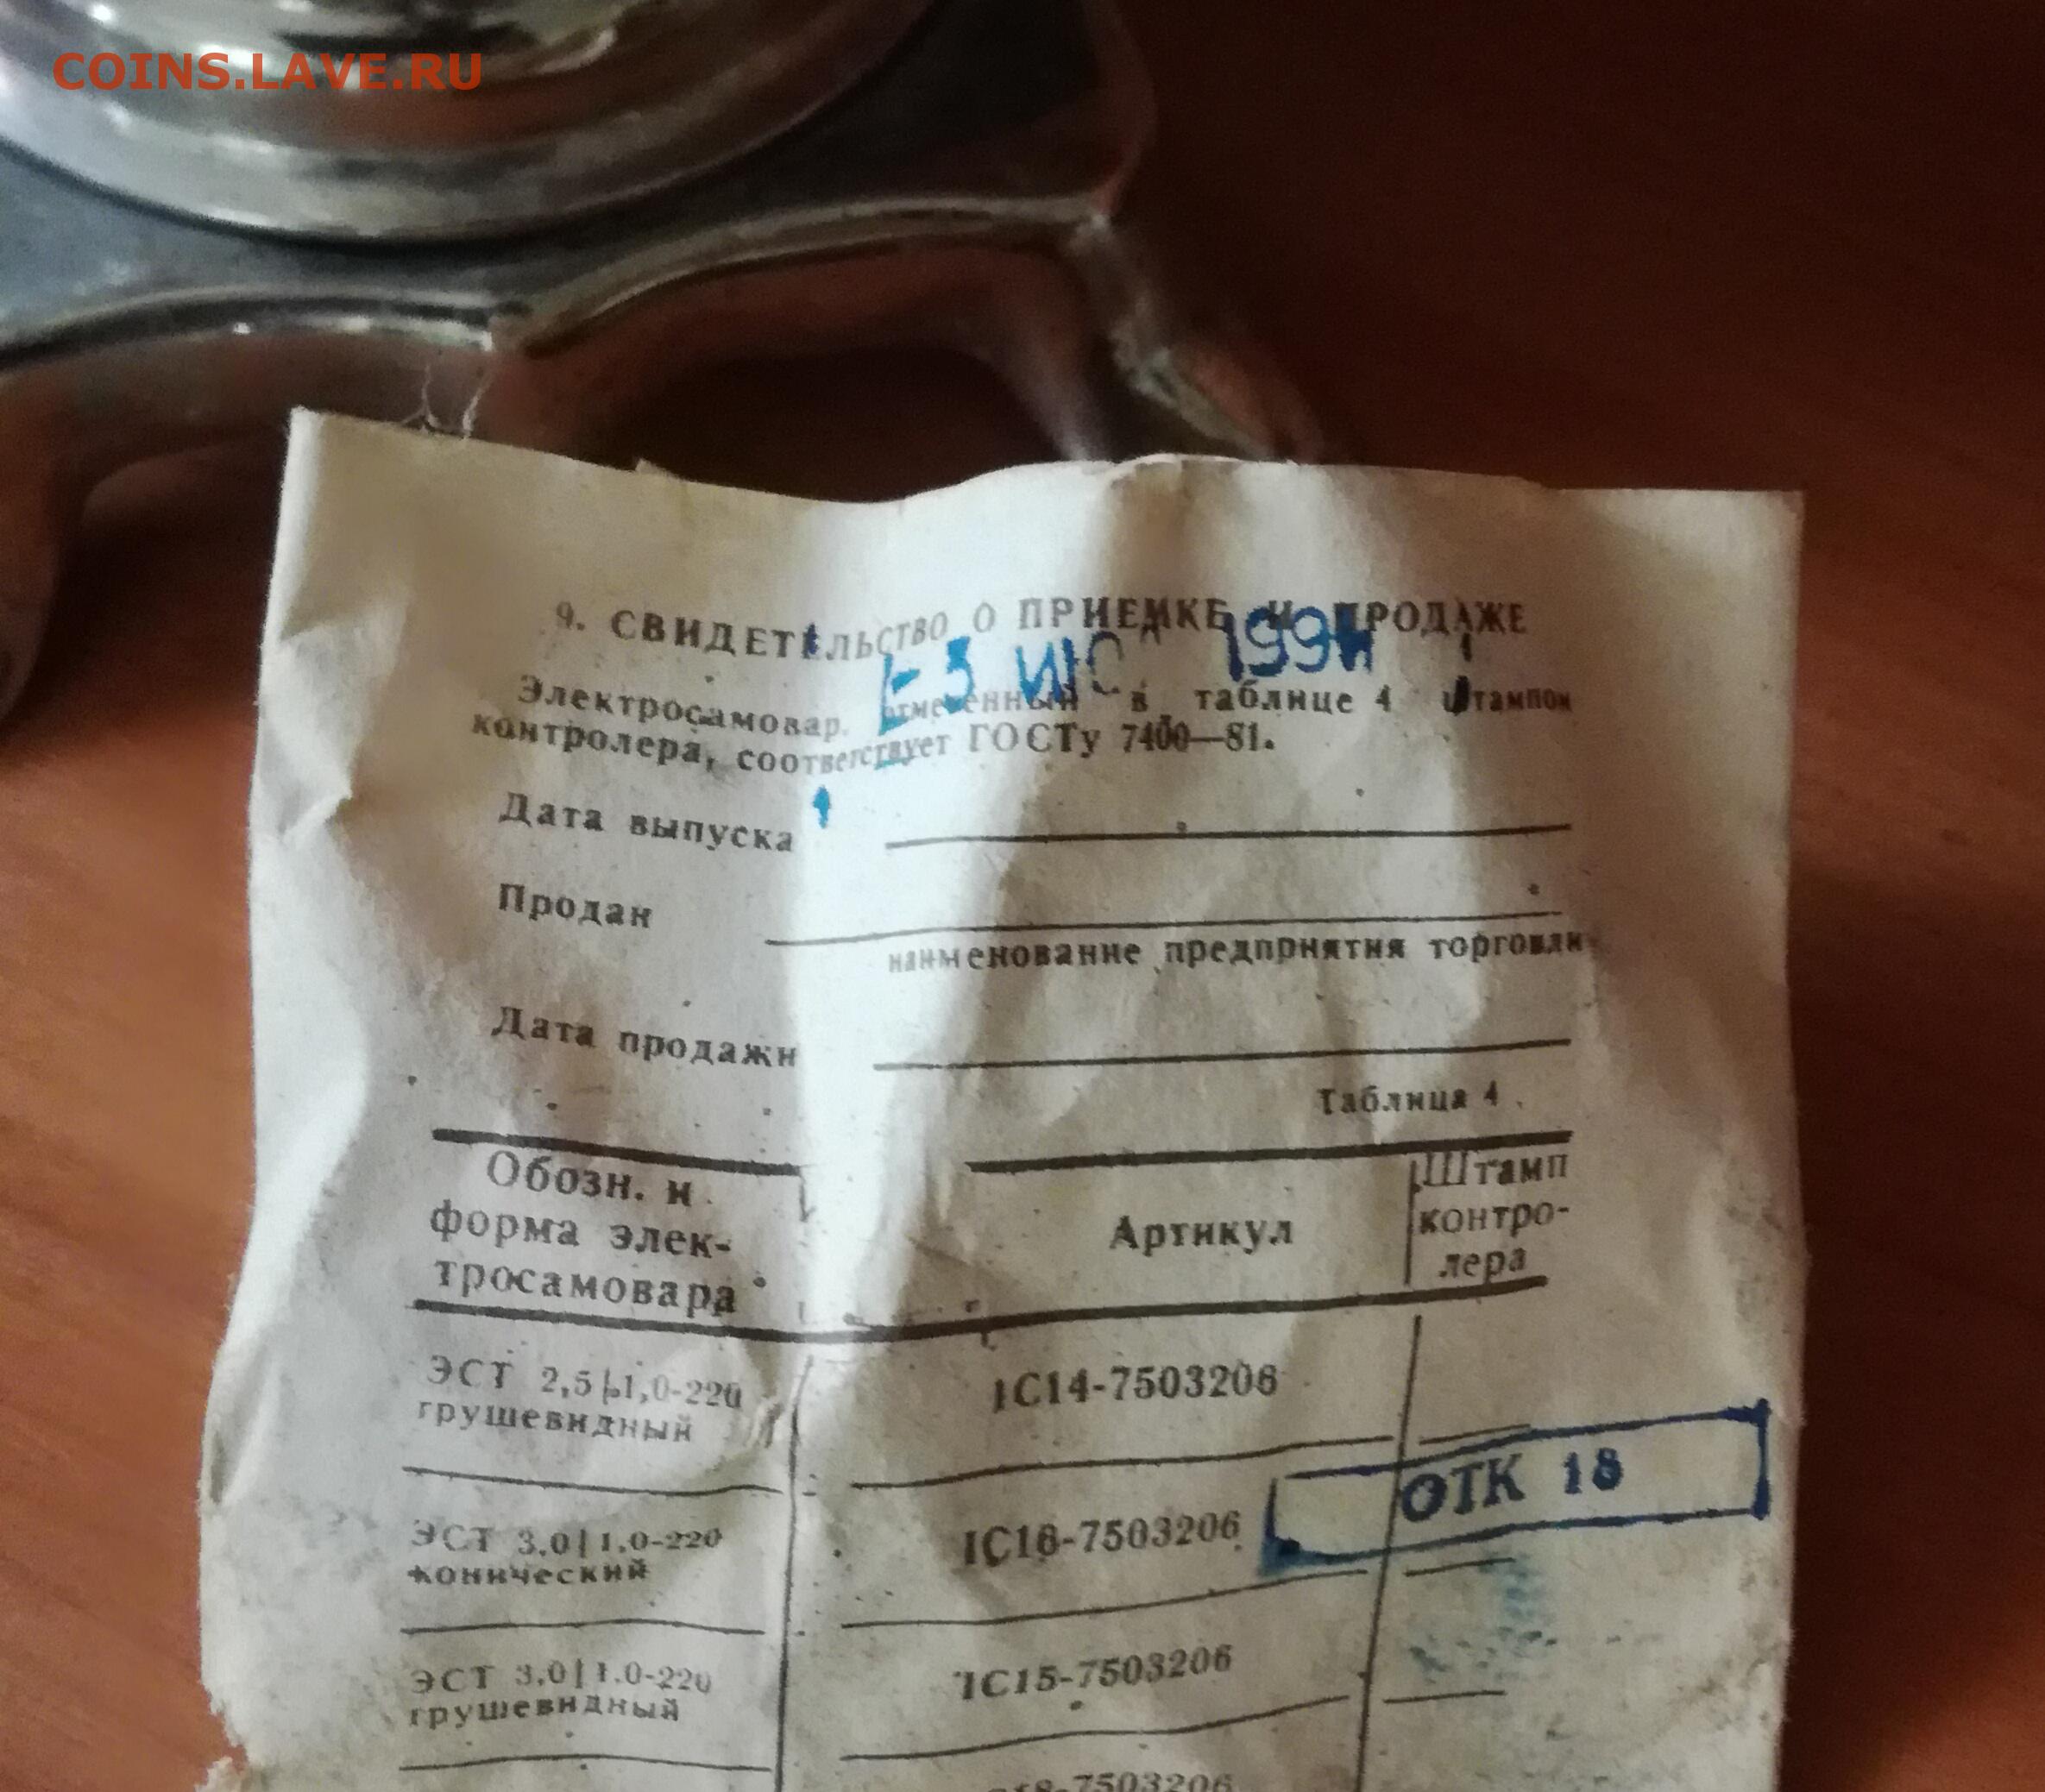 COINS.LAVE.RU
9. СВИДЕТЕЛЬСТВО О ПРИЕМКЕ И ПРОДАЖЕ
-3 199
Электросамовар, отмеченный в таблице 4 штампом
контролера, соответствует ГОСТу 7400—81.
Дата выпуска
Продан
наименование предприятия торговли
Дата продажи
Таблица 4
Обозн. и
форма элек-
тросамовара
Артикул
Штамп
контро-
лера
ЭСТ 2,5|1,0-220
грушевидный
1С14-7503206
ОТК 18
ЭСТ 3.0|1.0-220
конический
1С16-7503206
ЭСТ 3.0|1.0-220
грушевидный
1С15-7503206